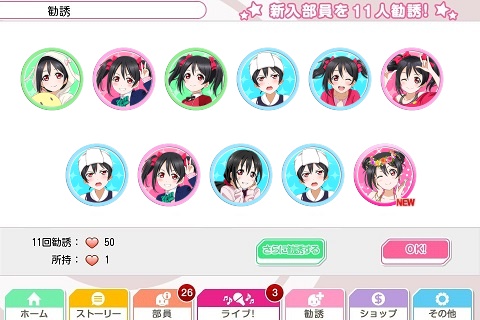 勧誘
新入部員を11人勧誘!
NEW
11回勧誘: 50
所持: 1
さらに勧誘する
OK!
26
3
ホーム
ストーリー
部員
ライブ!
勧誘
ショップ
その他